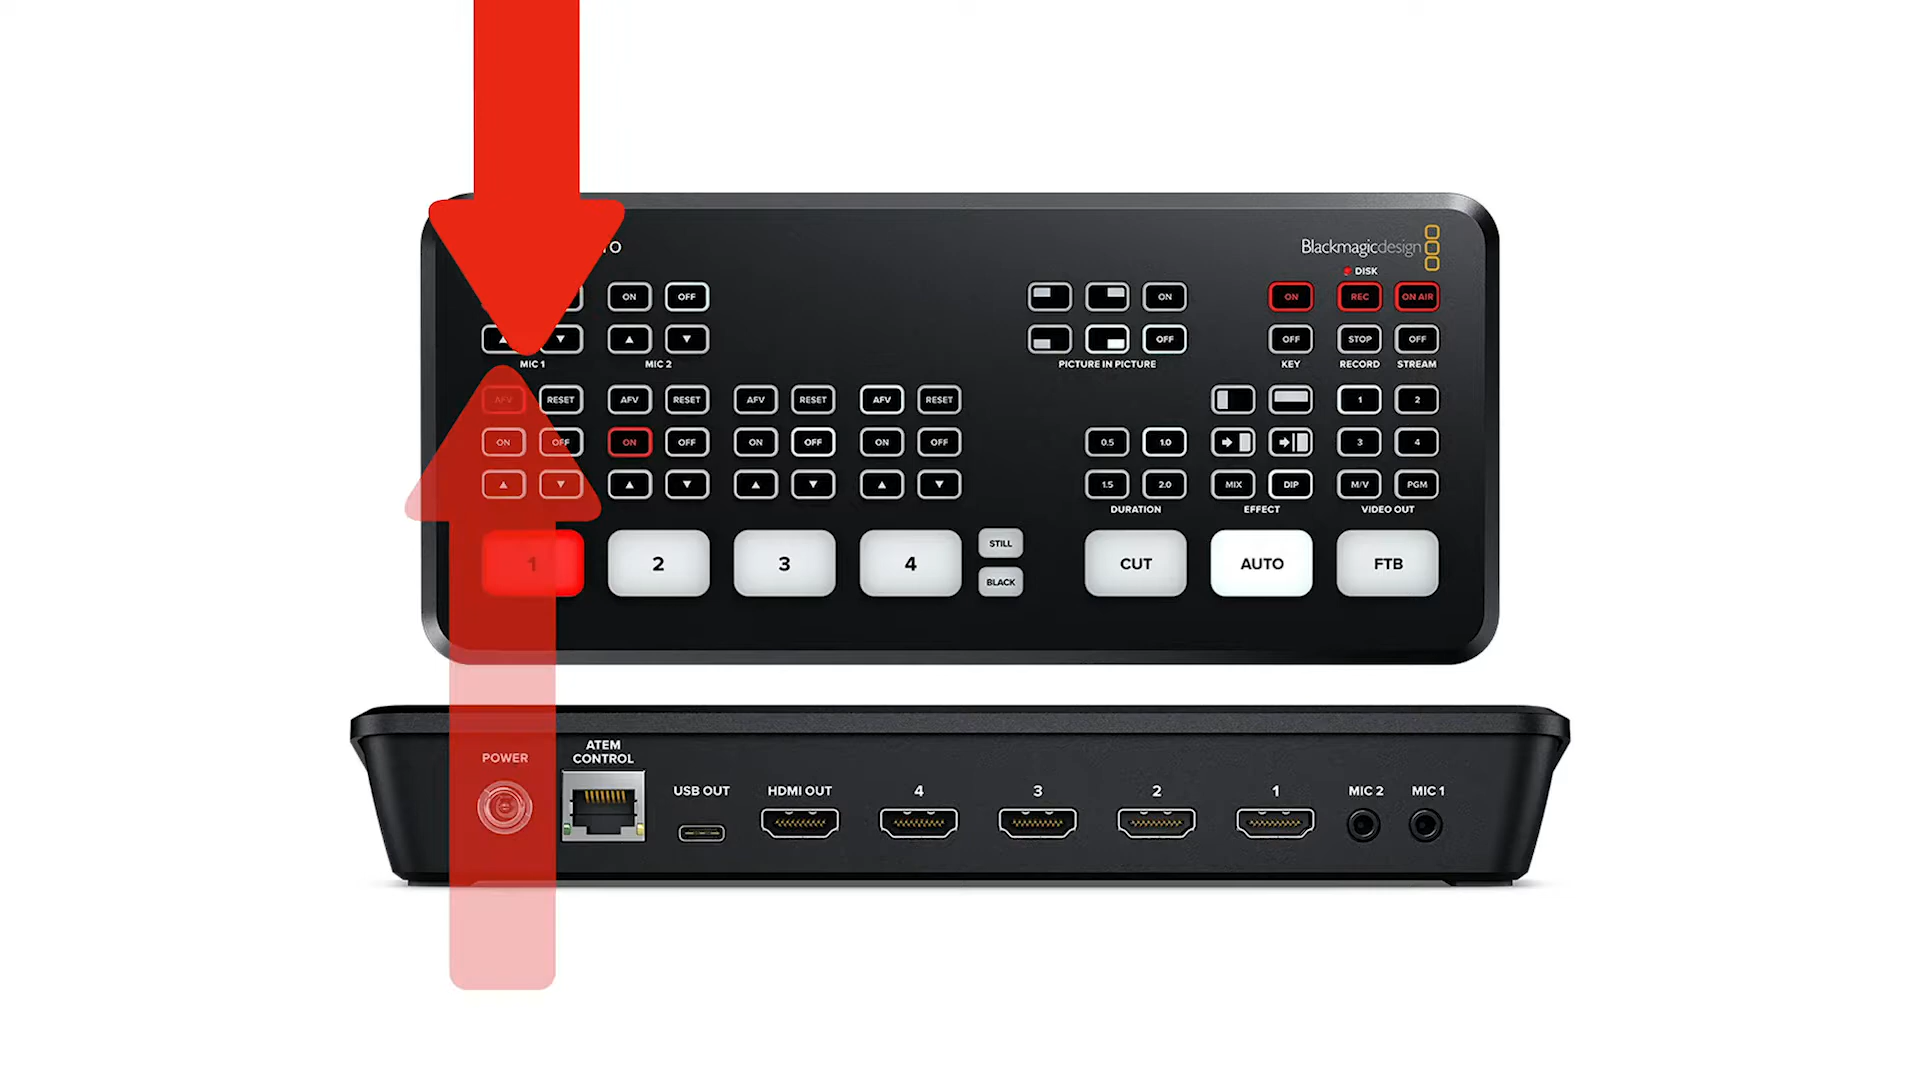 Blackmagicdesign
DISK
ON OFF ON REC ON AIR
▲ ▼ ▲ ▼ OFF OFF STOP OFF
MIC 1 MIC 2 PICTURE IN PICTURE KEY RECORD STREAM
AFV RESET AFV RESET AFV RESET AFV RESET 1 2
ON OFF ON OFF ON OFF ON OFF 0.5 1.0 3 4
▲ ▼ ▲ ▼ ▲ ▼ ▲ ▼ 1.5 2.0 MIX DIP M/V PGM
DURATION EFFECT VIDEO OUT
1 2 3 4 STILL CUT AUTO FTB
BLACK
POWER ATEM
CONTROL
USB OUT HDMI OUT 4 3 2 1 MIC 2 MIC 1